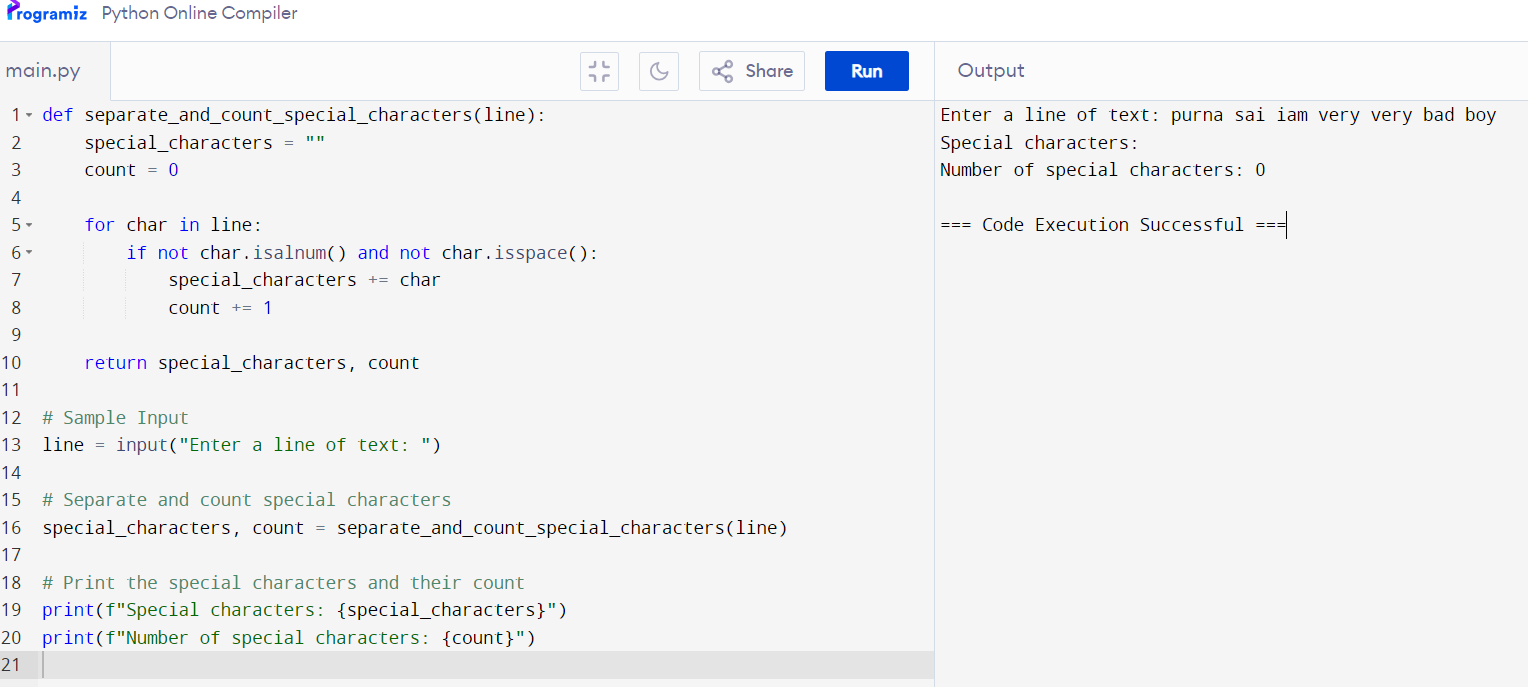 Programiz Python Online Compiler
main.py
Share
Run
Output
1 def separate_and_count_special_characters(line):
2     special_characters = ""
3     count = 0
4
5     for char in line:
6         if not char.isalnum() and not char.isspace():
7             special_characters += char
8             count += 1
9
10     return special_characters, count
11
12 # Sample Input
13 line = input("Enter a line of text: ")
14
15 # Separate and count special characters
16 special_characters, count = separate_and_count_special_characters(line)
17
18 # Print the special characters and their count
19 print(f"Special characters: {special_characters}")
20 print(f"Number of special characters: {count}")
21
Enter a line of text: purna sai iam very very bad boy
Special characters:
Number of special characters: 0
=== Code Execution Successful ===